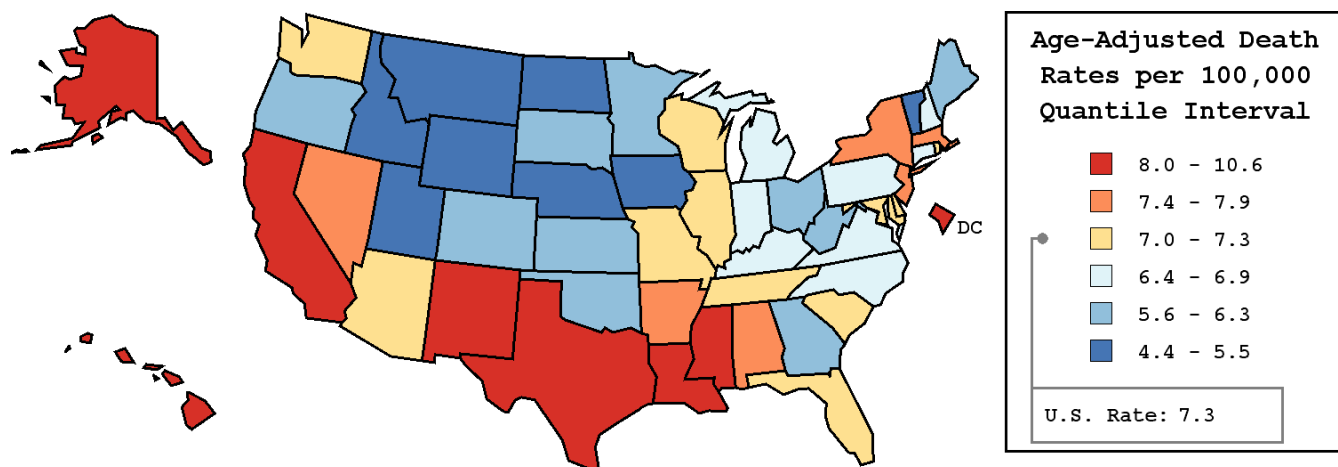 Age-Adjusted Death
Rates per 100,000
Quantile Interval
8.0 - 10.6
7.4 - 7.9
7.0 - 7.3
6.4 - 6.9
5.6 - 6.3
4.4 - 5.5
U.S. Rate: 7.3
DC